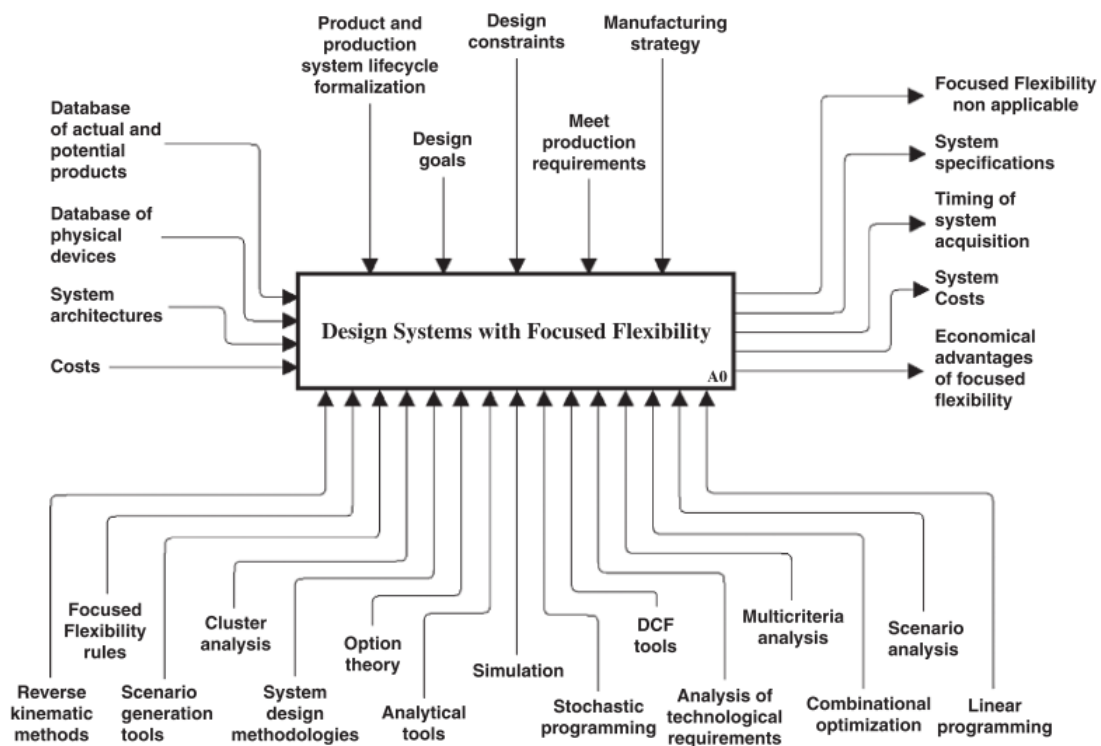 Product and
production
system lifecycle
formalization
Design
constraints
Manufacturing
strategy
Design
goals
Meet
production
requirements
Database
of actual and
potential
products
Database of
physical
devices
System
architectures
Costs
Design Systems with Focused Flexibility
A0
Focused Flexibility
non applicable
System
specifications
Timing of
system
acquisition
System
Costs
Economical
advantages
of focused
flexibility
Reverse
kinematic
methods
Focused
Flexibility
rules
Scenario
generation
tools
Cluster
analysis
System
design
methodologies
Option
theory
Analytical
tools
Simulation
Stochastic
programming
DCF
tools
Analysis of
technological
requirements
Multicriteria
analysis
Combinational
optimization
Scenario
analysis
Linear
programming